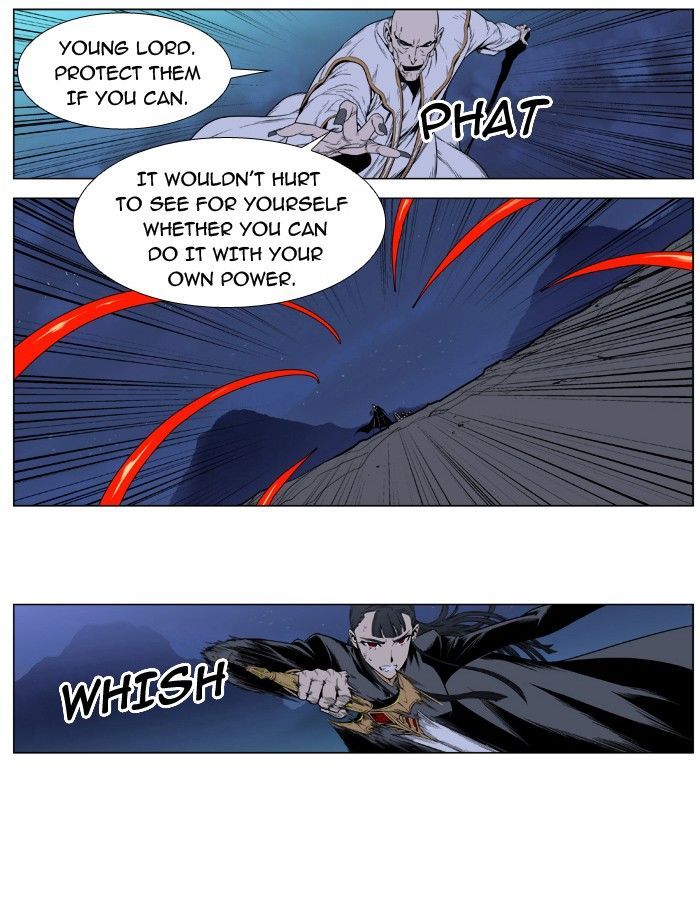 YOUNG LORD.
PROTECT THEM
IF YOU CAN.
PHAT
IT WOULDN'T HURT
TO SEE FOR YOURSELF
WHETHER YOU CAN
DO IT WITH YOUR
OWN POWER.
WHISH